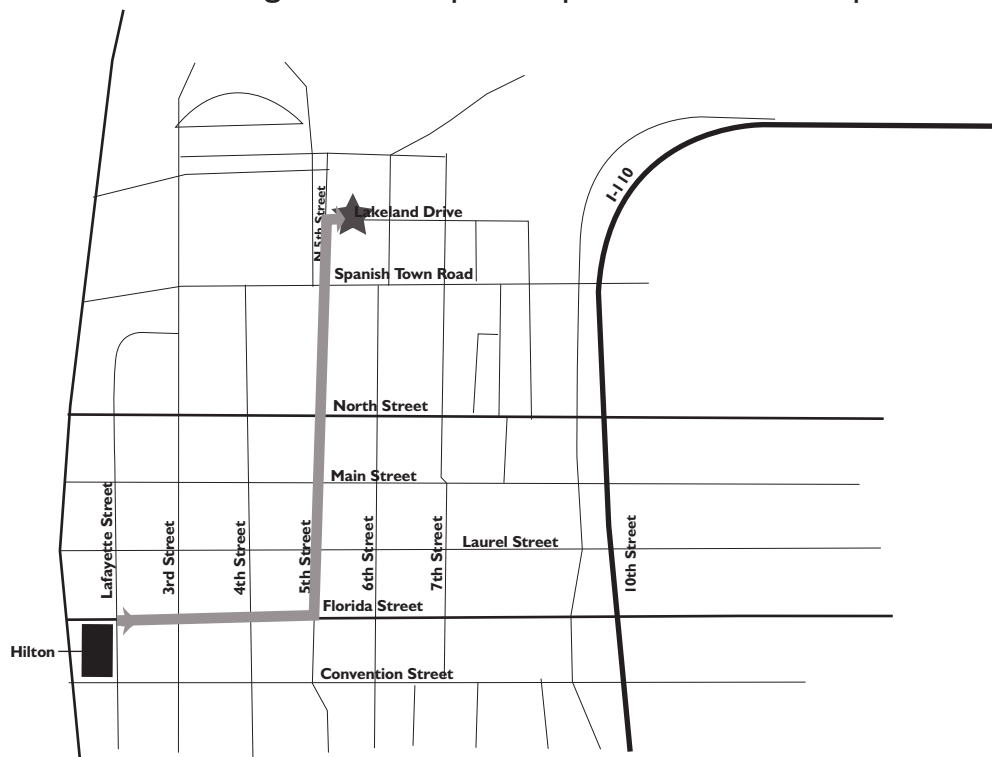 I-110
N 5th Street
Lakeland Drive
Spanish Town Road
North Street
Main Street
Lafayette Street
3rd Street
4th Street
5th Street
6th Street
7th Street
Laurel Street
10th Street
Florida Street
Hilton
Convention Street